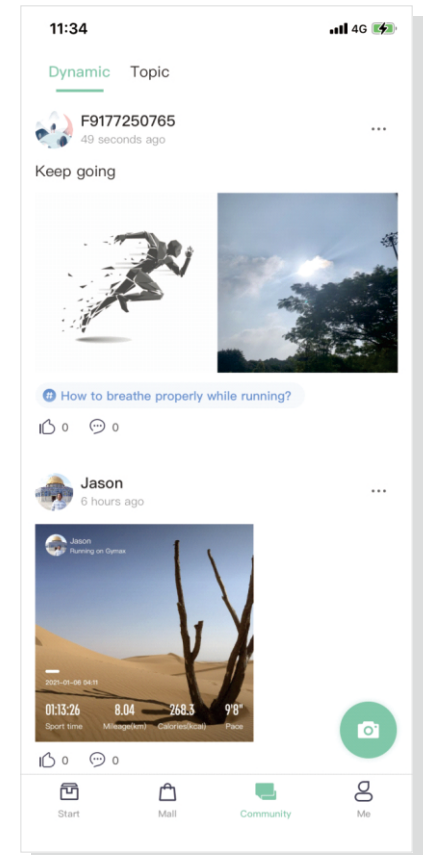 11:34
4G
Dynamic Topic
F9177250765
49 seconds ago
Keep going
# How to breathe properly while running?
0 0
Jason
6 hours ago
Jason
Running on Gymax
2021-01-06 04:11
01:13:26 8.04 268.3 9'8"
Sport time Mileage(km) Calories(kcal) Pace
0 0
Start Mall Community Me